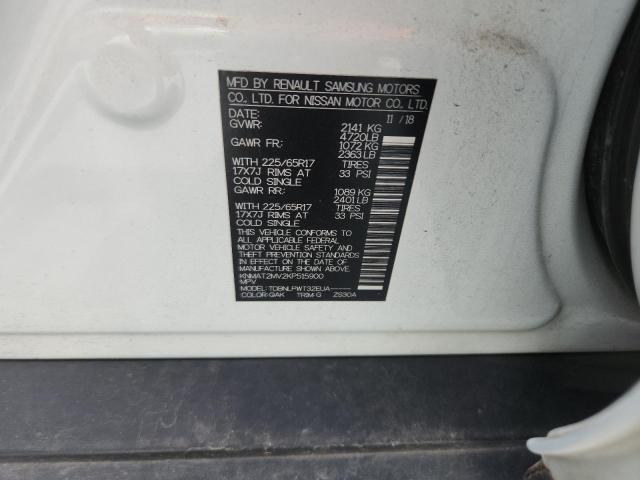 MFD BY RENAULT SAMSUNG MOTORS
CO., LTD. FOR NISSAN MOTOR CO., LTD.
DATE: 11 / 18
GVWR: 2141 KG
4720LB
GAWR FR: 1072 KG
2363LB
WITH 225/65R17 TIRES
17X7J RIMS AT 33 PSI
COLD SINGLE
GAWR RR: 1089 KG
2401LB
WITH 225/65R17 TIRES
17X7J RIMS AT 33 PSI
COLD SINGLE
THIS VEHICLE CONFORMS TO
ALL APPLICABLE FEDERAL
MOTOR VEHICLE SAFETY AND
THEFT PREVENTION STANDARDS
IN EFFECT ON THE DATE OF
MANUFACTURE SHOWN ABOVE.
KNMAT2MV2KP515900
MPV
MODEL: TDBNLRWT32EUA-----
COLOR: QAK TRIM: G ZS30A